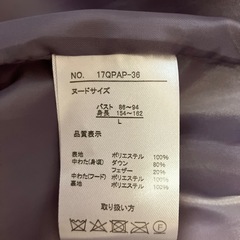 NO. 17QPAP-36
ヌードサイズ
バスト 86~94
身長 154~162
L
品質表示
表地 ポリエステル 100%
中わた(身頃) ダウン 80%
フェザー 20%
中わた(フード) ポリエステル 100%
裏地 ポリエステル 100%
取り扱い方